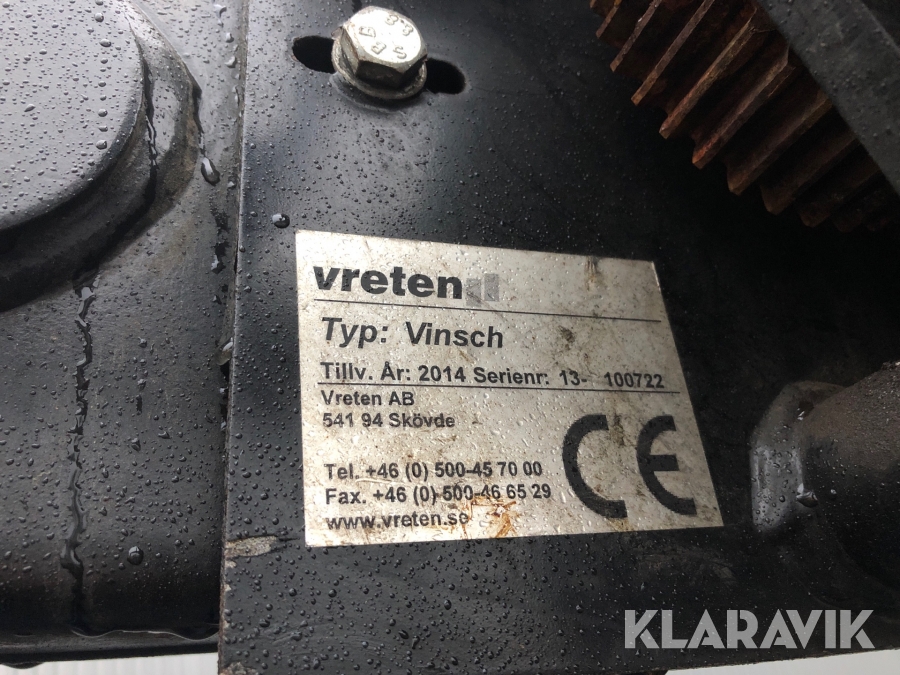 vreten
Typ: Vinsch
Tillv. År: 2014 Serienr: 13- 100722
Vreten AB
541 94 Skövde
Tel. +46 (0) 500-45 70 00
Fax. +46 (0) 500-46 65 29
www.vreten.se
CE
KLARAVIK